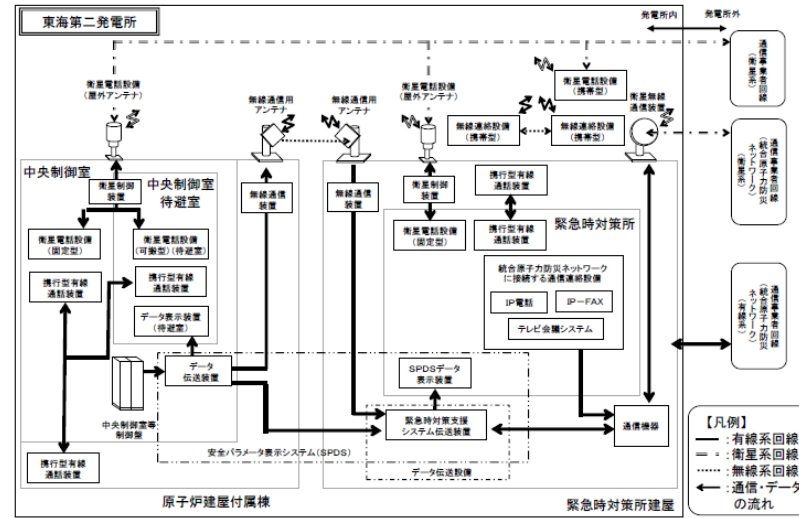 東海第二発電所
発電所内
発電所外
衛星電話設備
(屋外アンテナ)
無線通信用
アンテナ
無線通信用
アンテナ
衛星電話設備
(屋外アンテナ)
衛星電話設備
(携帯型)
衛星無線
通信装置
無線連絡設備
(携帯型)
無線連絡設備
(携帯型)
通信事業者回線
(衛星系)
通信事業者回線
(統合原子力防災
ネットワーク)
(衛星系)
通信事業者回線
(統合原子力防災
ネットワーク)
(有線系)
中央制御室
中央制御室
待避室
衛星制御
装置
無線通信
装置
無線通信
装置
衛星制御
装置
携行型有線
通話装置
緊急時対策所
衛星電話設備
(固定型)
衛星電話設備
(可搬型)(待避室)
衛星電話設備
(固定型)
携行型有線
通話装置
携行型有線
通話装置
携行型有線
通話装置
統合原子力防災ネットワーク
に接続する通信連絡設備
IP電話
IP-FAX
テレビ会議システム
データ表示装置
(待避室)
データ
伝送装置
SPDSデータ
表示装置
中央制御室等
制御盤
緊急時対策支援
システム伝送装置
通信機器
安全パラメータ表示システム(SPDS)
データ伝送設備
携行型有線
通話装置
原子炉建屋付属棟
緊急時対策所建屋
【凡例】
:有線系回線
:衛星系回線
:無線系回線
:通信・データ
の流れ